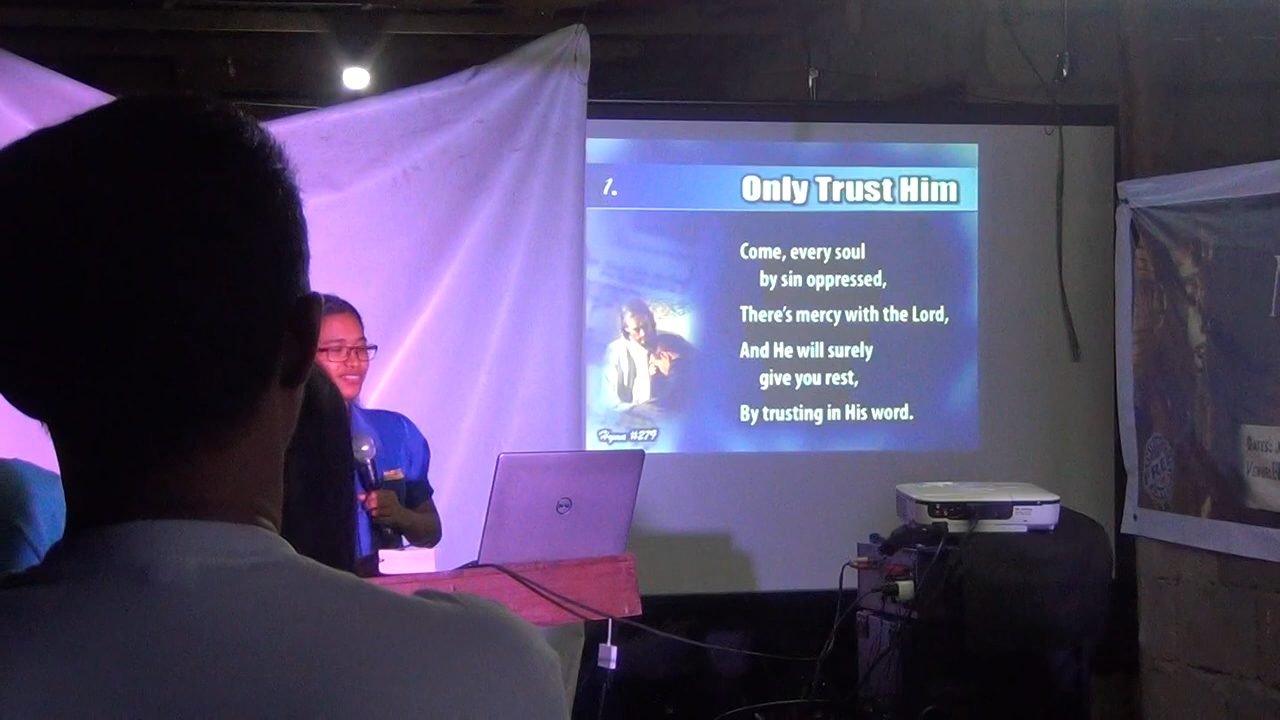 1.
Only Trust Him
Come, every soul
by sin oppressed,
There's mercy with the Lord,
And He will surely
give you rest,
By trusting in His word.
Hymn #279
DELL